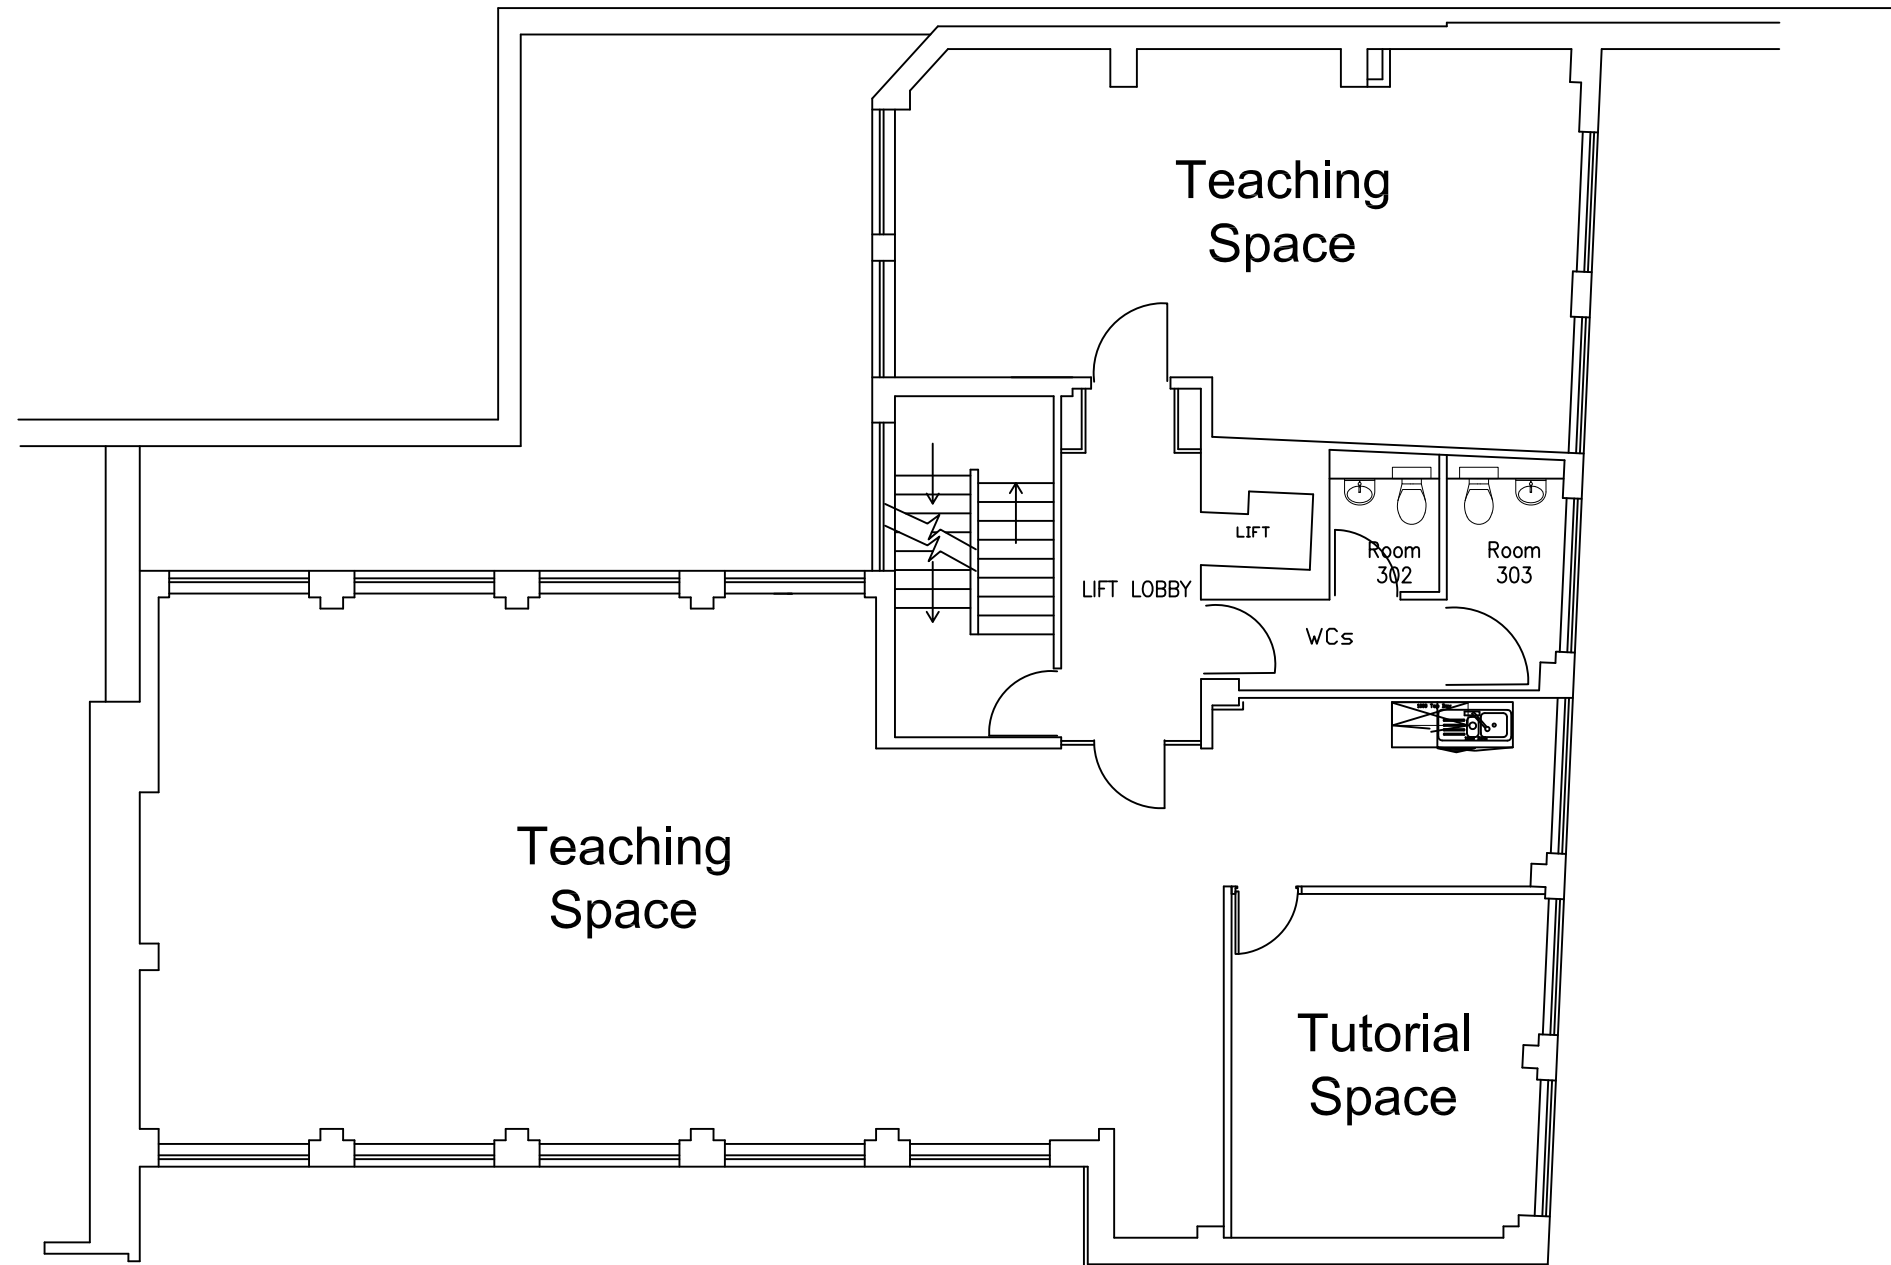 Teaching
Space
LIFT
Room
302
Room
303
LIFT LOBBY
WCs
Teaching
Space
Tutorial
Space